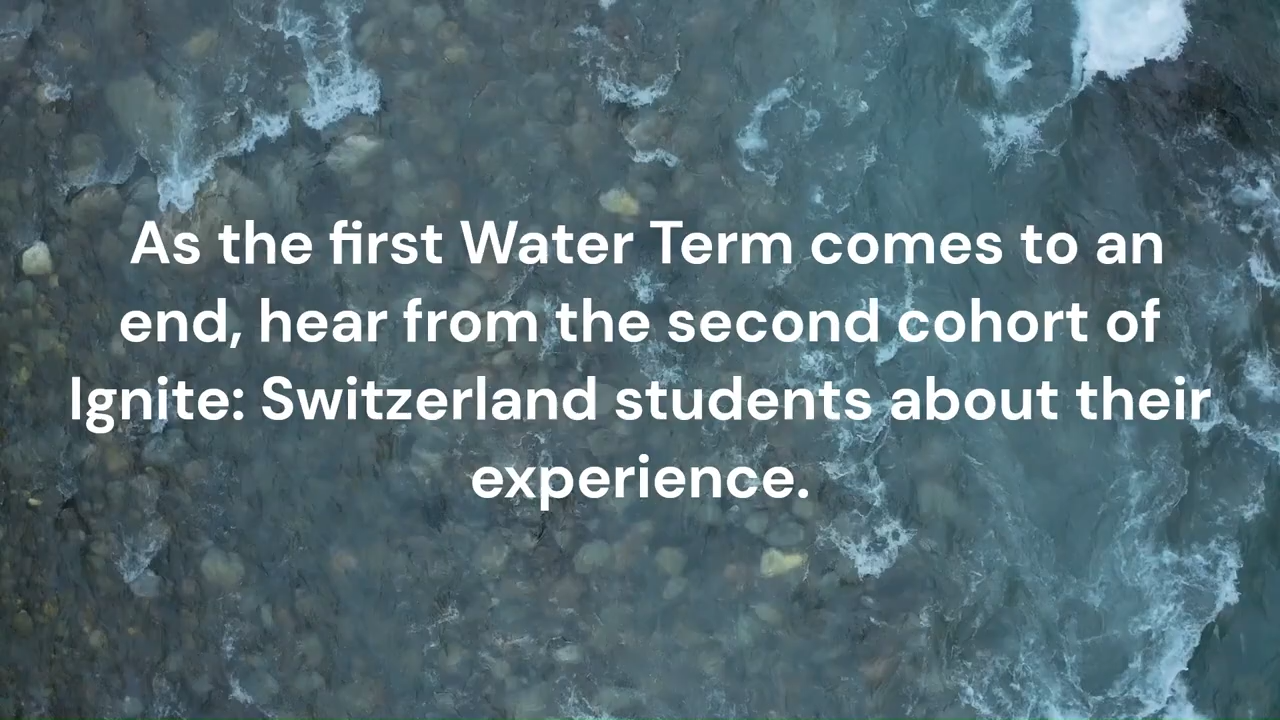 As the first Water Term comes to an
end, hear from the second cohort of
Ignite: Switzerland students about their
experience.